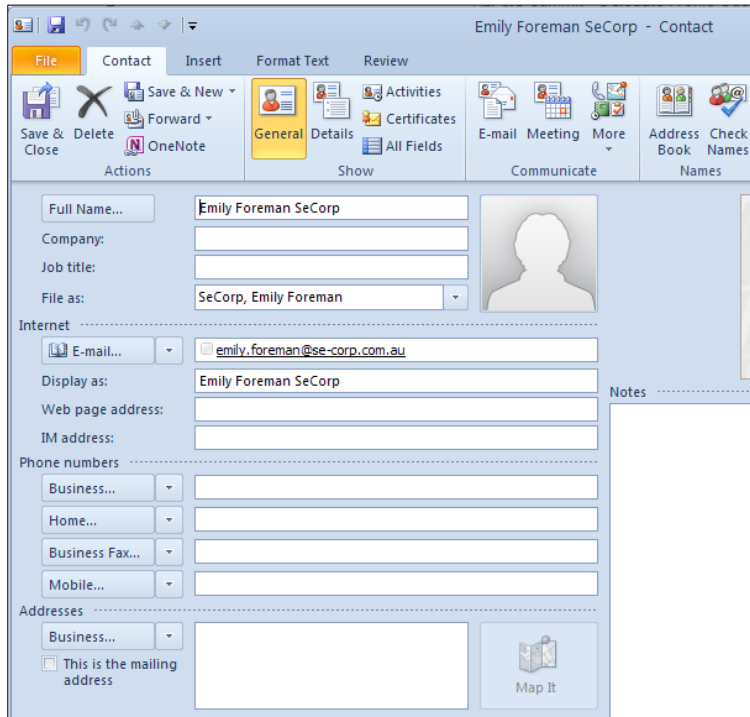 Emily Foreman SeCorp - Contact
File Contact Insert Format Text Review
Save & Close
Delete
Save & New
Forward
OneNote
Actions
General
Details
Activities
Certificates
All Fields
Show
E-mail
Meeting
More
Communicate
Address Book
Check Names
Names
Full Name... Emily Foreman SeCorp
Company:
Job title:
File as: SeCorp, Emily Foreman
Internet
E-mail... emily.foreman@se-corp.com.au
Display as: Emily Foreman SeCorp
Web page address:
IM address:
Phone numbers
Business...
Home...
Business Fax...
Mobile...
Addresses
Business...
This is the mailing
address
Map It
Notes